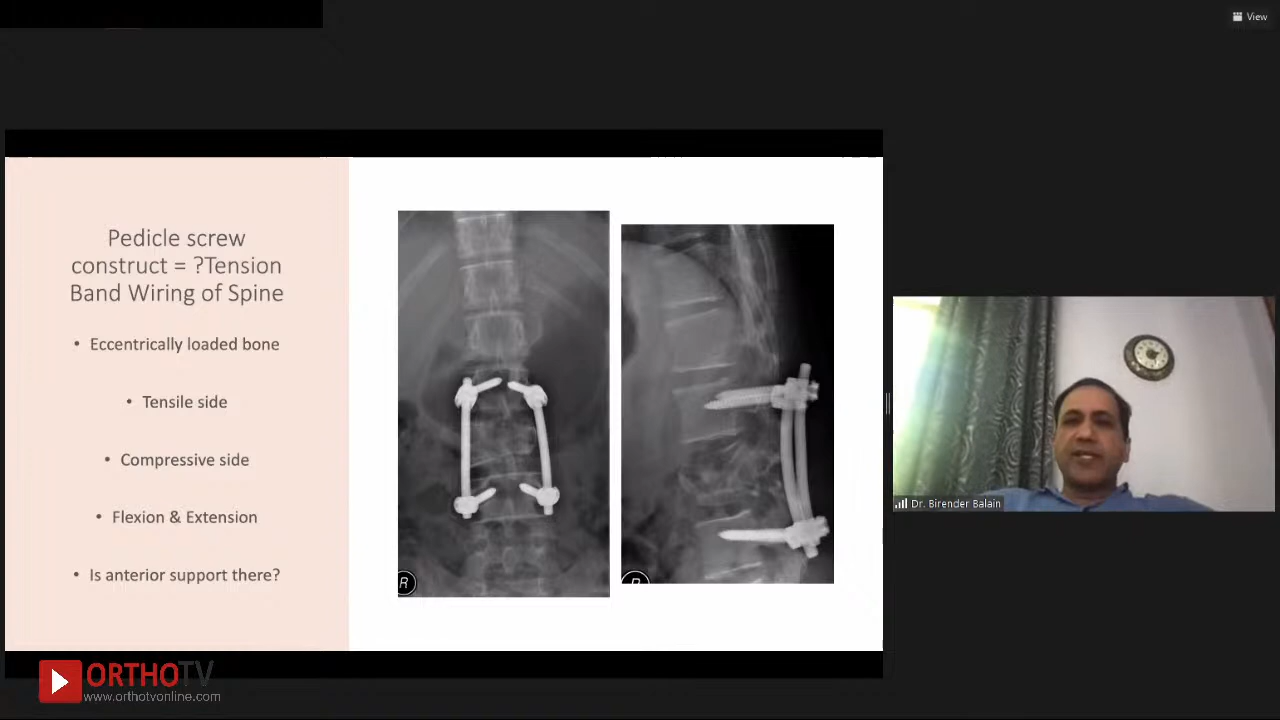 View
Pedicle screw
construct = ?Tension
Band Wiring of Spine
• Eccentrically loaded bone
• Tensile side
• Compressive side
• Flexion & Extension
• Is anterior support there?
R
Dr. Birender Balain
ORTHOTV
www.orthotvonline.com